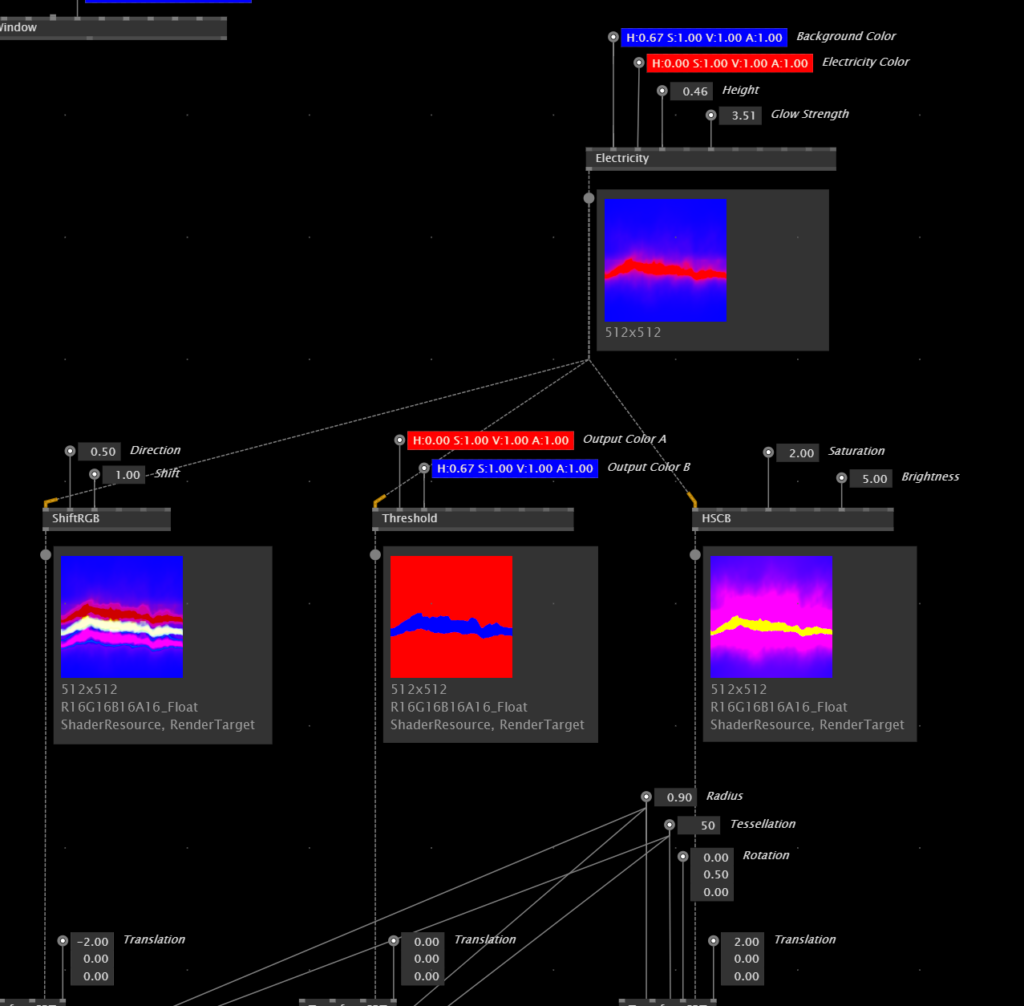 Window
H:0.67 S:1.00 V:1.00 A:1.00 Background Color
H:0.00 S:1.00 V:1.00 A:1.00 Electricity Color
0.46 Height
3.51 Glow Strength
Electricity
512x512
0.50 Direction
1.00 Shift
ShiftRGB
512x512
R16G16B16A16_Float
ShaderResource, RenderTarget
H:0.00 S:1.00 V:1.00 A:1.00 Output Color A
H:0.67 S:1.00 V:1.00 A:1.00 Output Color B
Threshold
512x512
R16G16B16A16_Float
ShaderResource, RenderTarget
2.00 Saturation
5.00 Brightness
HSCB
512x512
R16G16B16A16_Float
ShaderResource, RenderTarget
0.90 Radius
50 Tessellation
0.00 Rotation
0.50
0.00
-2.00 Translation
0.00
0.00
0.00 Translation
0.00
0.00
2.00 Translation
0.00
0.00